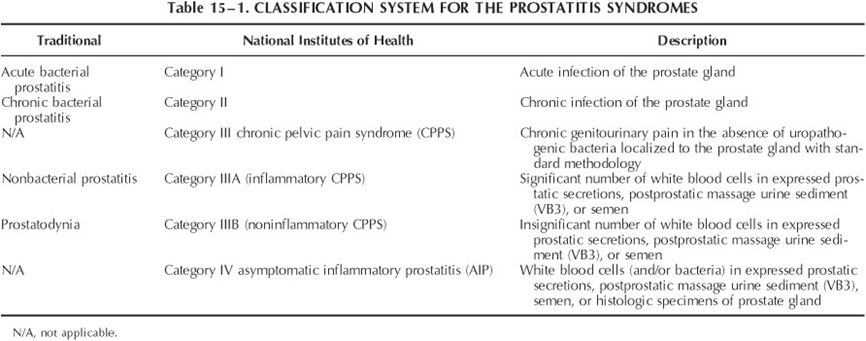 Table 15–1. CLASSIFICATION SYSTEM FOR THE PROSTATITIS SYNDROMES
Traditional National Institutes of Health Description
Acute bacterial Category I Acute infection of the prostate gland
prostatitis
Chronic bacterial Category II Chronic infection of the prostate gland
prostatitis
N/A Category III chronic pelvic pain syndrome (CPPS) Chronic genitourinary pain in the absence of uropatho-
genic bacteria localized to the prostate gland with stan-
dard methodology
Nonbacterial prostatitis Category IIIA (inflammatory CPPS) Significant number of white blood cells in expressed pros-
tatic secretions, postprostatic massage urine sediment
(VB3), or semen
Prostatodynia Category IIIB (noninflammatory CPPS) Insignificant number of white blood cells in expressed
prostatic secretions, postprostatic massage urine sedi-
ment (VB3), or semen
N/A Category IV asymptomatic inflammatory prostatitis (AIP) White blood cells (and/or bacteria) in expressed prostatic
secretions, postprostatic massage urine sediment (VB3),
semen, or histologic specimens of prostate gland
N/A, not applicable.